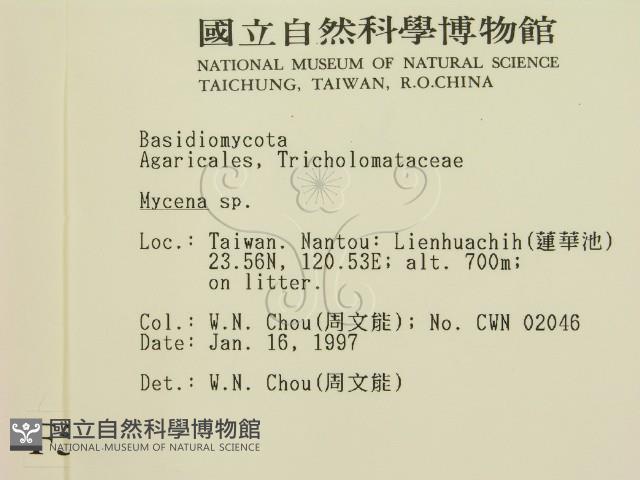 國立自然科學博物館
NATIONAL MUSEUM OF NATURAL SCIENCE
TAICHUNG, TAIWAN, R.O.CHINA
Basidiomycota
Agaricales, Tricholomataceae
Mycena sp.
Loc.: Taiwan. Nantou: Lienhuachih(蓮華池)
23.56N, 120.53E; alt. 700m;
on litter.
Col.: W.N. Chou(周文能); No. CWN 02046
Date: Jan. 16, 1997
Det.: W.N. Chou(周文能)
國立自然科學博物館
NATIONAL MUSEUM OF NATURAL SCIENCE